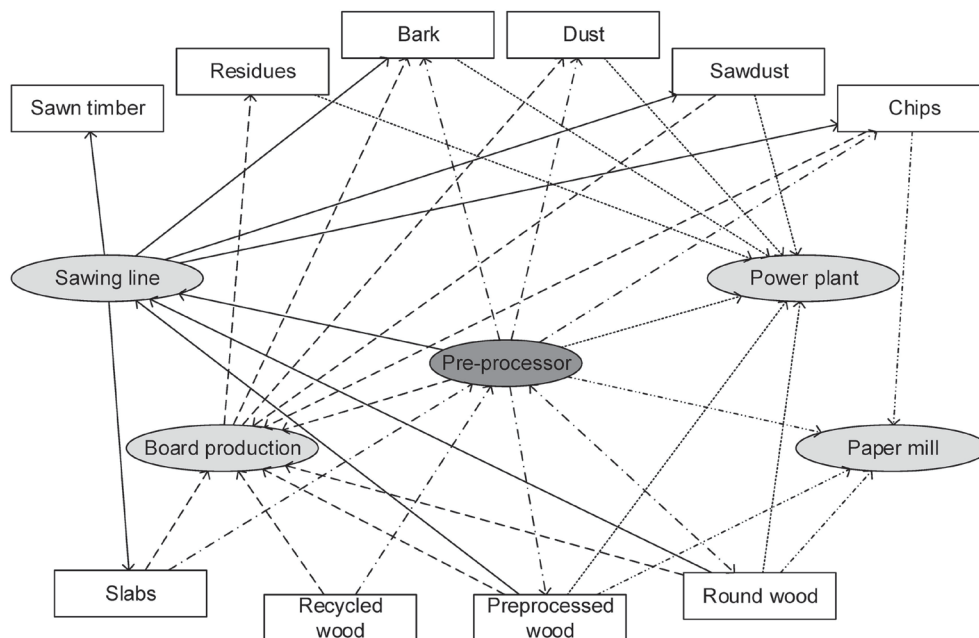 Bark
Dust
Residues
Sawdust
Sawn timber
Chips
Sawing line
Power plant
Pre-processor
Board production
Paper mill
Slabs
Recycled
wood
Preprocessed
wood
Round wood